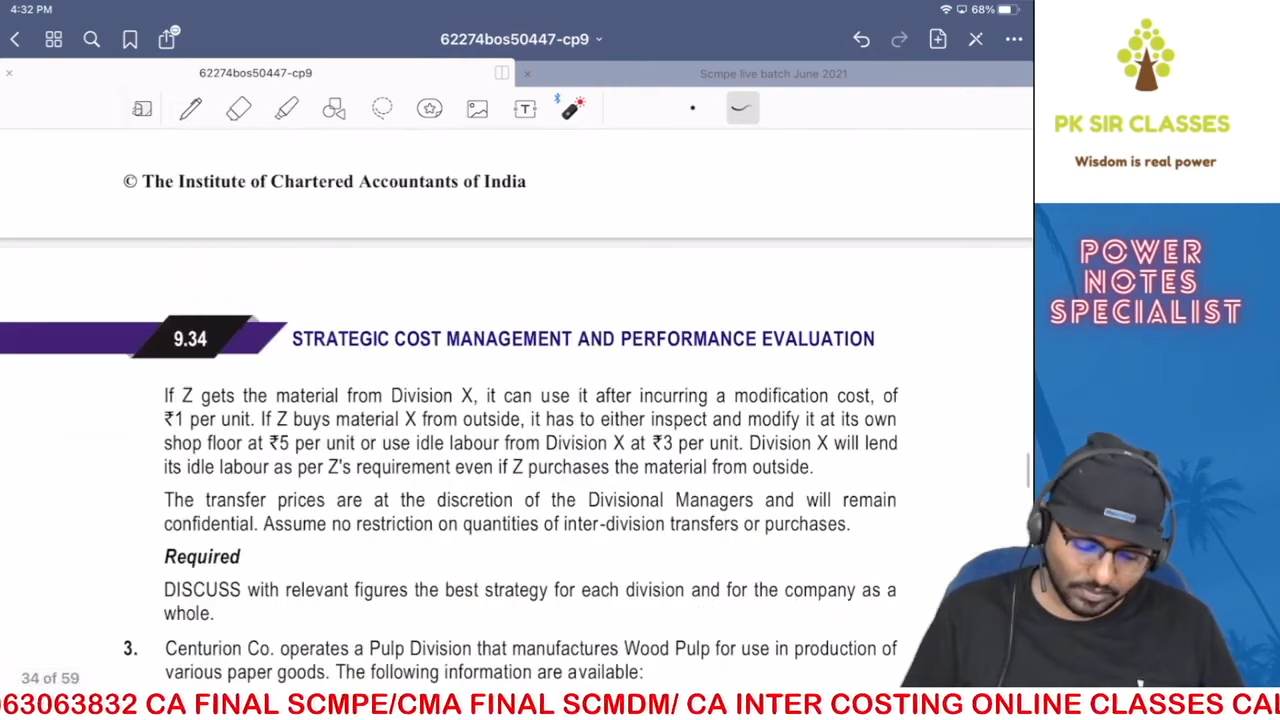 4:32 PM
68%
62274bos50447-cp9
62274bos50447-cp9
Scmpe live batch June 2021
T
PK SIR CLASSES
Wisdom is real power
© The Institute of Chartered Accountants of India
POWER
NOTES
SPECIALIST
9.34
STRATEGIC COST MANAGEMENT AND PERFORMANCE EVALUATION
If Z gets the material from Division X, it can use it after incurring a modification cost, of
₹1 per unit. If Z buys material X from outside, it has to either inspect and modify it at its own
shop floor at ₹5 per unit or use idle labour from Division X at ₹3 per unit. Division X will lend
its idle labour as per Z's requirement even if Z purchases the material from outside.
The transfer prices are at the discretion of the Divisional Managers and will remain
confidential. Assume no restriction on quantities of inter-division transfers or purchases.
Required
DISCUSS with relevant figures the best strategy for each division and for the company as a
whole.
3. Centurion Co. operates a Pulp Division that manufactures Wood Pulp for use in production of
various paper goods. The following information are available:
34 of 59
063063832 CA FINAL SCMPE/CMA FINAL SCMDM/ CA INTER COSTING ONLINE CLASSES CAL